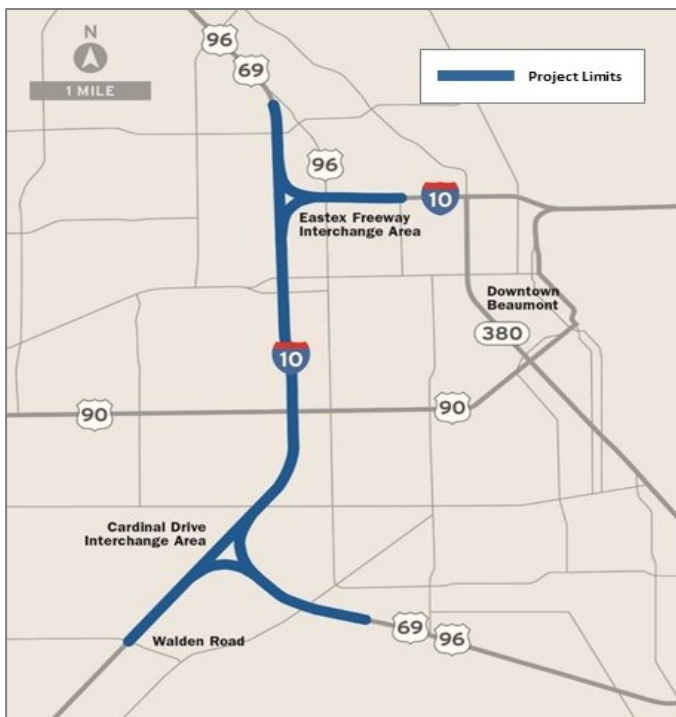 N
1 MILE
96
69
Project Limits
96
10
Eastex Freeway
Interchange Area
Downtown
Beaumont
380
10
90
90
Cardinal Drive
Interchange Area
Walden Road
69
96